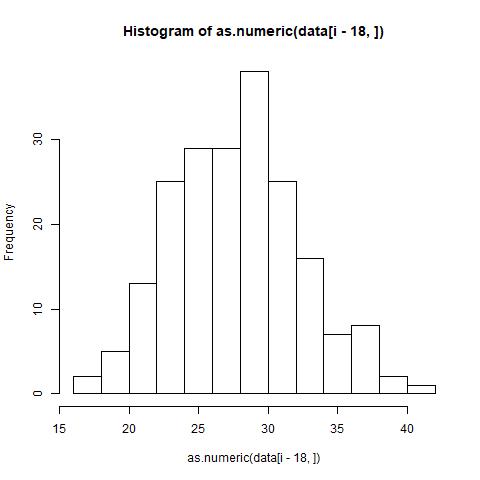 Histogram of as.numeric(data[i - 18, ])
Frequency
30
20
10
0
15 20 25 30 35 40
as.numeric(data[i - 18, ])